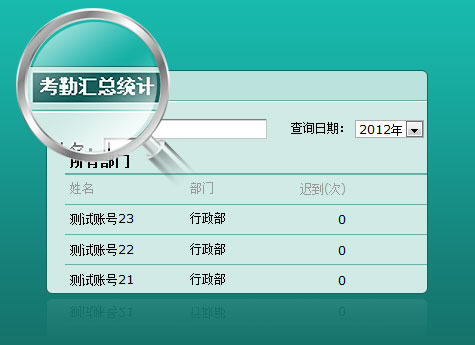 考勤汇总统计
姓名： 查询日期： 2012年
所有部门
姓名 部门 迟到(次)
测试账号23 行政部 0
测试账号22 行政部 0
测试账号21 行政部 0